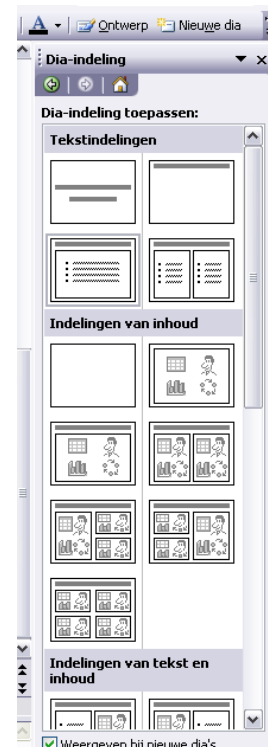 A Ontwerp Nieuwe dia
Dia-indeling
Dia-indeling toepassen:
Tekstindelingen
Indelingen van inhoud
Indelingen van tekst en
inhoud
Weergeven bij nieuwe dia's